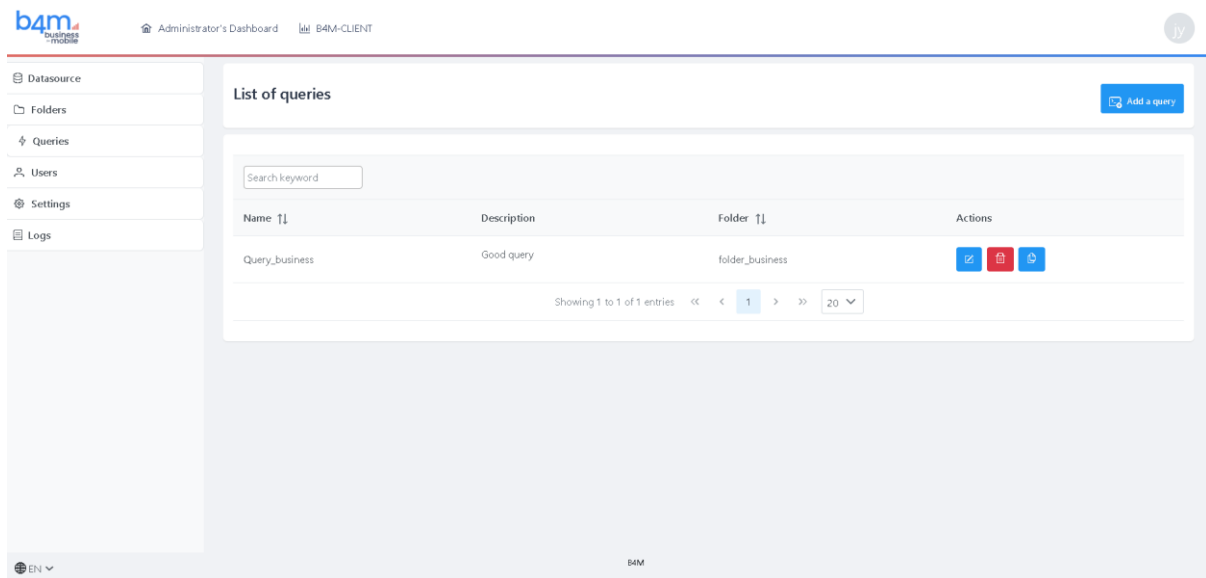 b4m
business
-mobile
Administrator's Dashboard
B4M-CLIENT
jy
Datasource
Folders
Queries
Users
Settings
Logs
List of queries
Add a query
Search keyword
Name Description Folder Actions
Query_business Good query folder_business
Showing 1 to 1 of 1 entries << < 1 > >> 20
EN
B4M